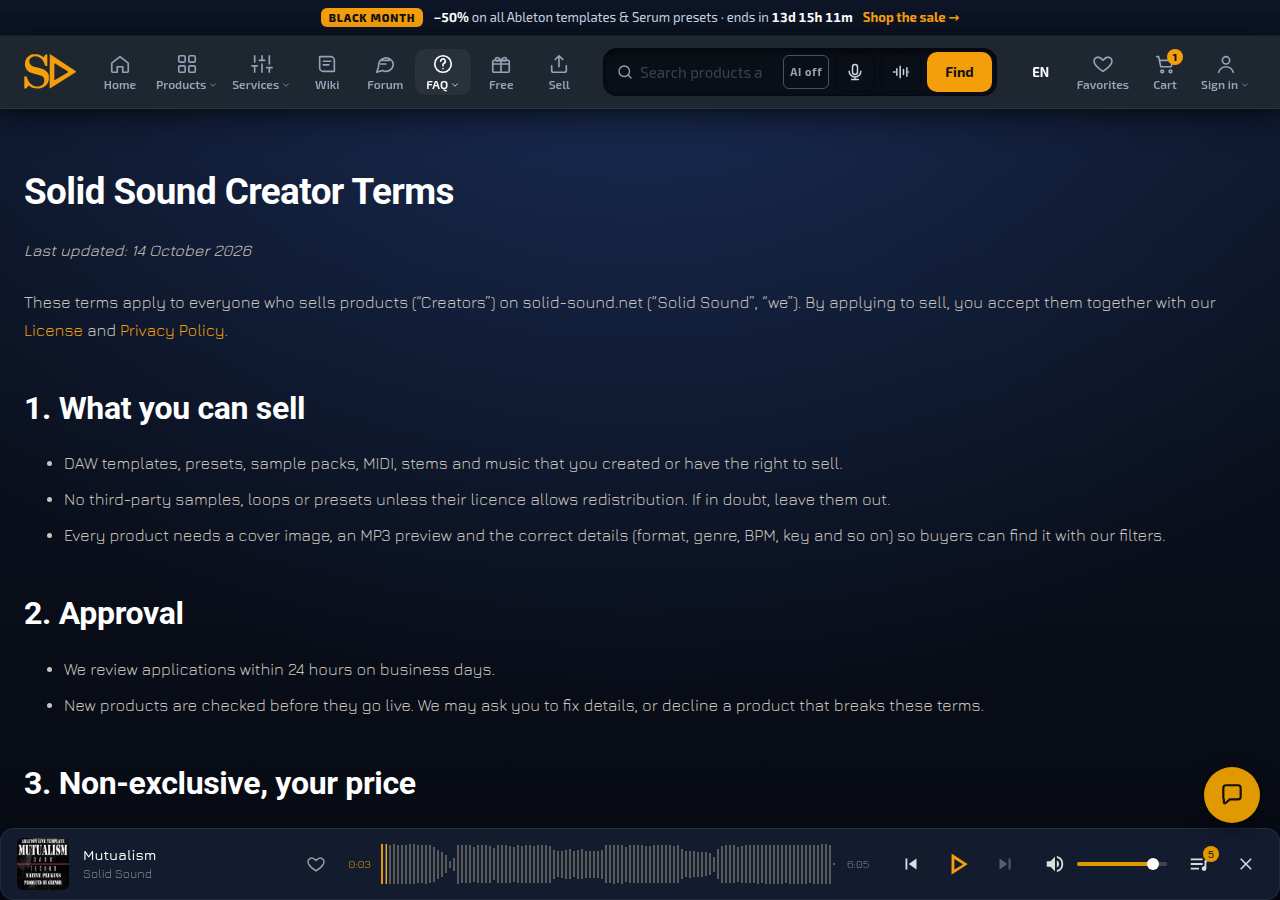 BLACK MONTH −50% on all Ableton templates & Serum presets · ends in 13d 15h 11m Shop the sale →
Home Products Services Wiki Forum FAQ Free Sell Search products a AI off Find EN Favorites Cart 1 Sign in
Solid Sound Creator Terms
Last updated: 14 October 2026
These terms apply to everyone who sells products (“Creators”) on solid-sound.net (“Solid Sound”, “we”). By applying to sell, you accept them together with our
License and Privacy Policy.
1. What you can sell
• DAW templates, presets, sample packs, MIDI, stems and music that you created or have the right to sell.
• No third-party samples, loops or presets unless their licence allows redistribution. If in doubt, leave them out.
• Every product needs a cover image, an MP3 preview and the correct details (format, genre, BPM, key and so on) so buyers can find it with our filters.
2. Approval
• We review applications within 24 hours on business days.
• New products are checked before they go live. We may ask you to fix details, or decline a product that breaks these terms.
3. Non-exclusive, your price
MUTUALISM
Mutualism
Solid Sound
0:03 6:05 5